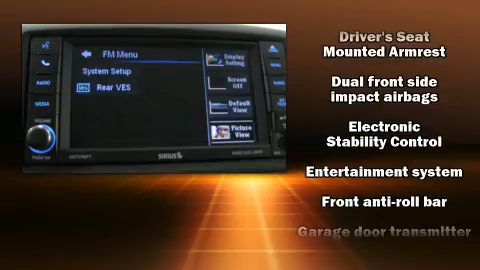 FM Menu
System Setup
Rear VES
Display
Setting
Screen
Off
Default
View
Picture
View
RADIO
MEDIA
SIRIUS
Driver's Seat
Mounted Armrest
Dual front side
impact airbags
Electronic
Stability Control
Entertainment system
Front anti-roll bar
Garage door transmitter